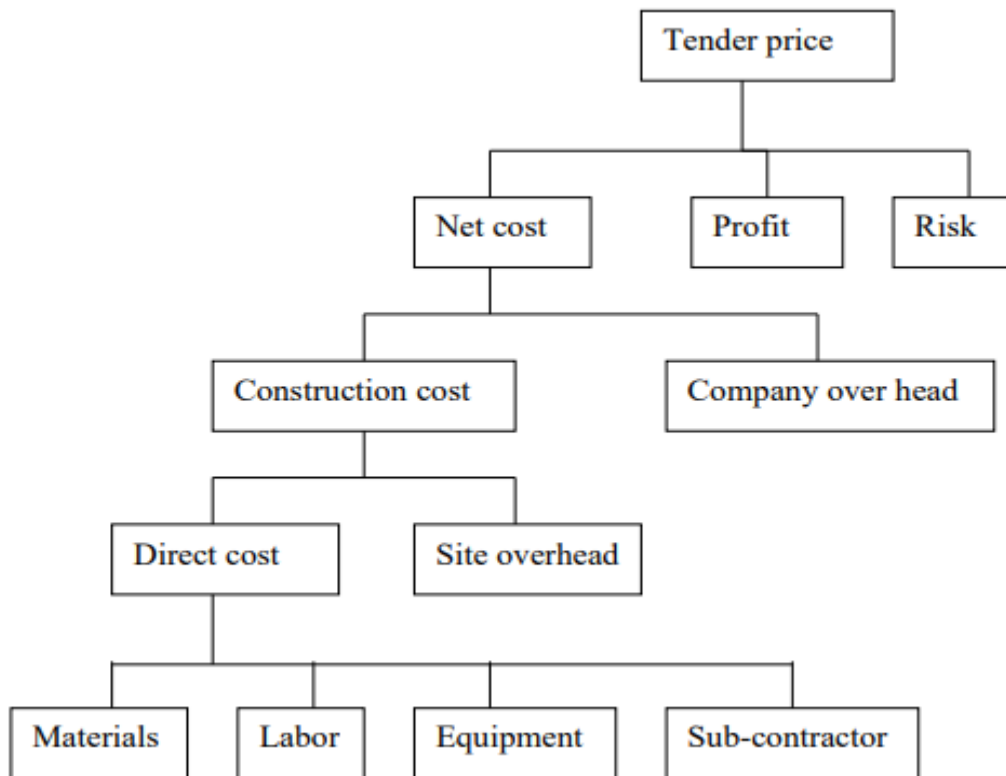 Tender price
Net cost
Profit
Risk
Construction cost
Company over head
Direct cost
Site overhead
Materials
Labor
Equipment
Sub-contractor